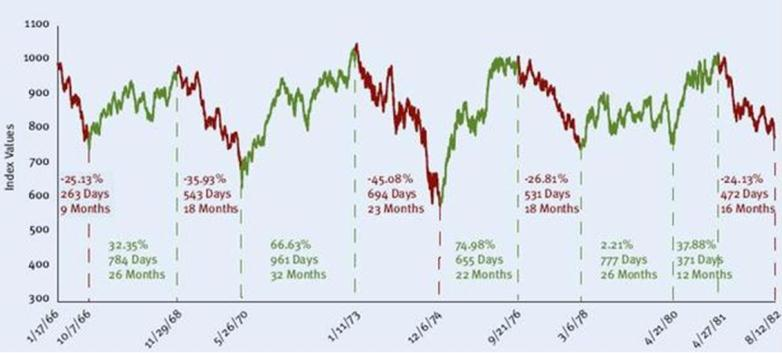 1100
1000
900
800
700
600
500
400
300
Index Values
-25.13%
263 Days
9 Months
32.35%
784 Days
26 Months
-35.93%
543 Days
18 Months
66.63%
961 Days
32 Months
-45.08%
694 Days
23 Months
74.98%
655 Days
22 Months
-26.81%
531 Days
18 Months
2.21%
777 Days
26 Months
37.88%
371 Days
12 Months
-24.13%
472 Days
16 Months
1/17/66
10/7/66
11/29/68
5/26/70
1/11/73
12/6/74
9/21/76
3/6/78
4/21/80
4/27/81
8/12/82